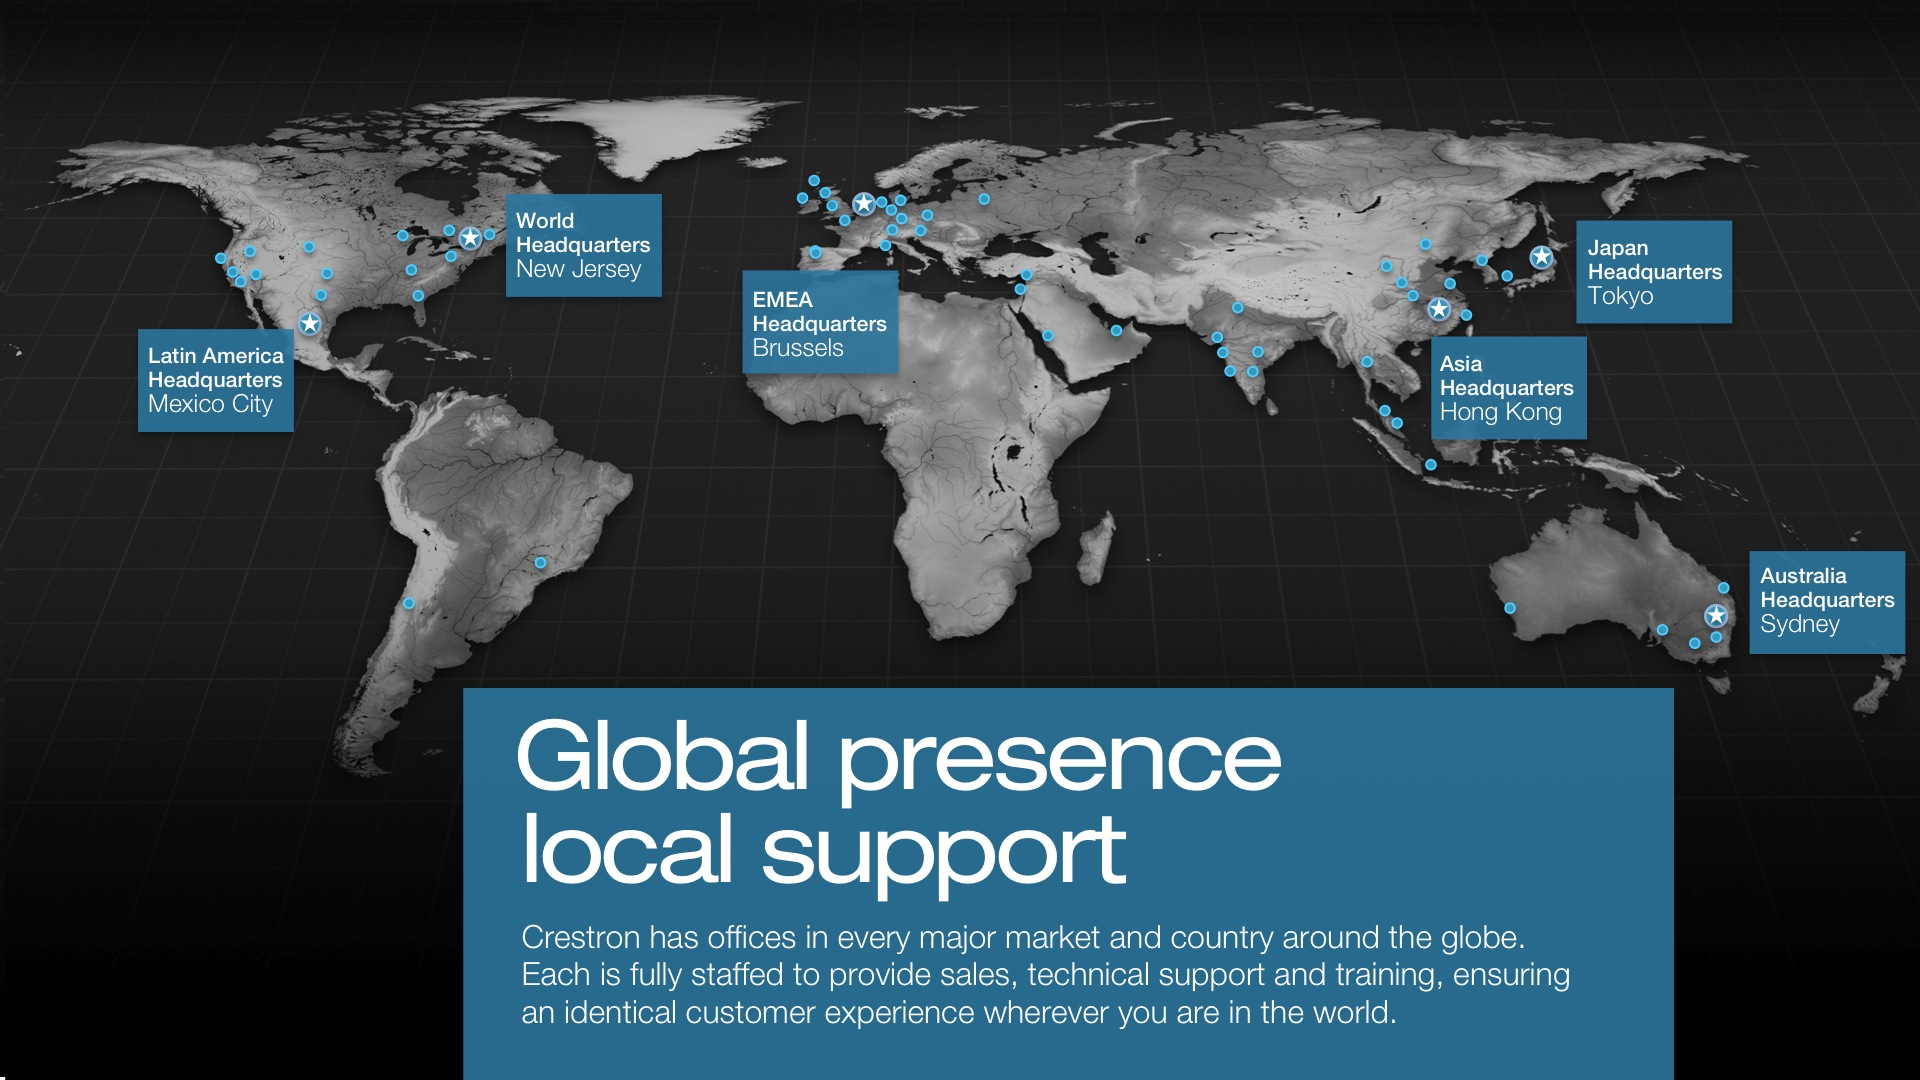 World
Headquarters
New Jersey
Japan
Headquarters
Tokyo
EMEA
Headquarters
Brussels
Latin America
Headquarters
Mexico City
Asia
Headquarters
Hong Kong
Australia
Headquarters
Sydney
Global presence
local support
Crestron has offices in every major market and country around the globe.
Each is fully staffed to provide sales, technical support and training, ensuring
an identical customer experience wherever you are in the world.